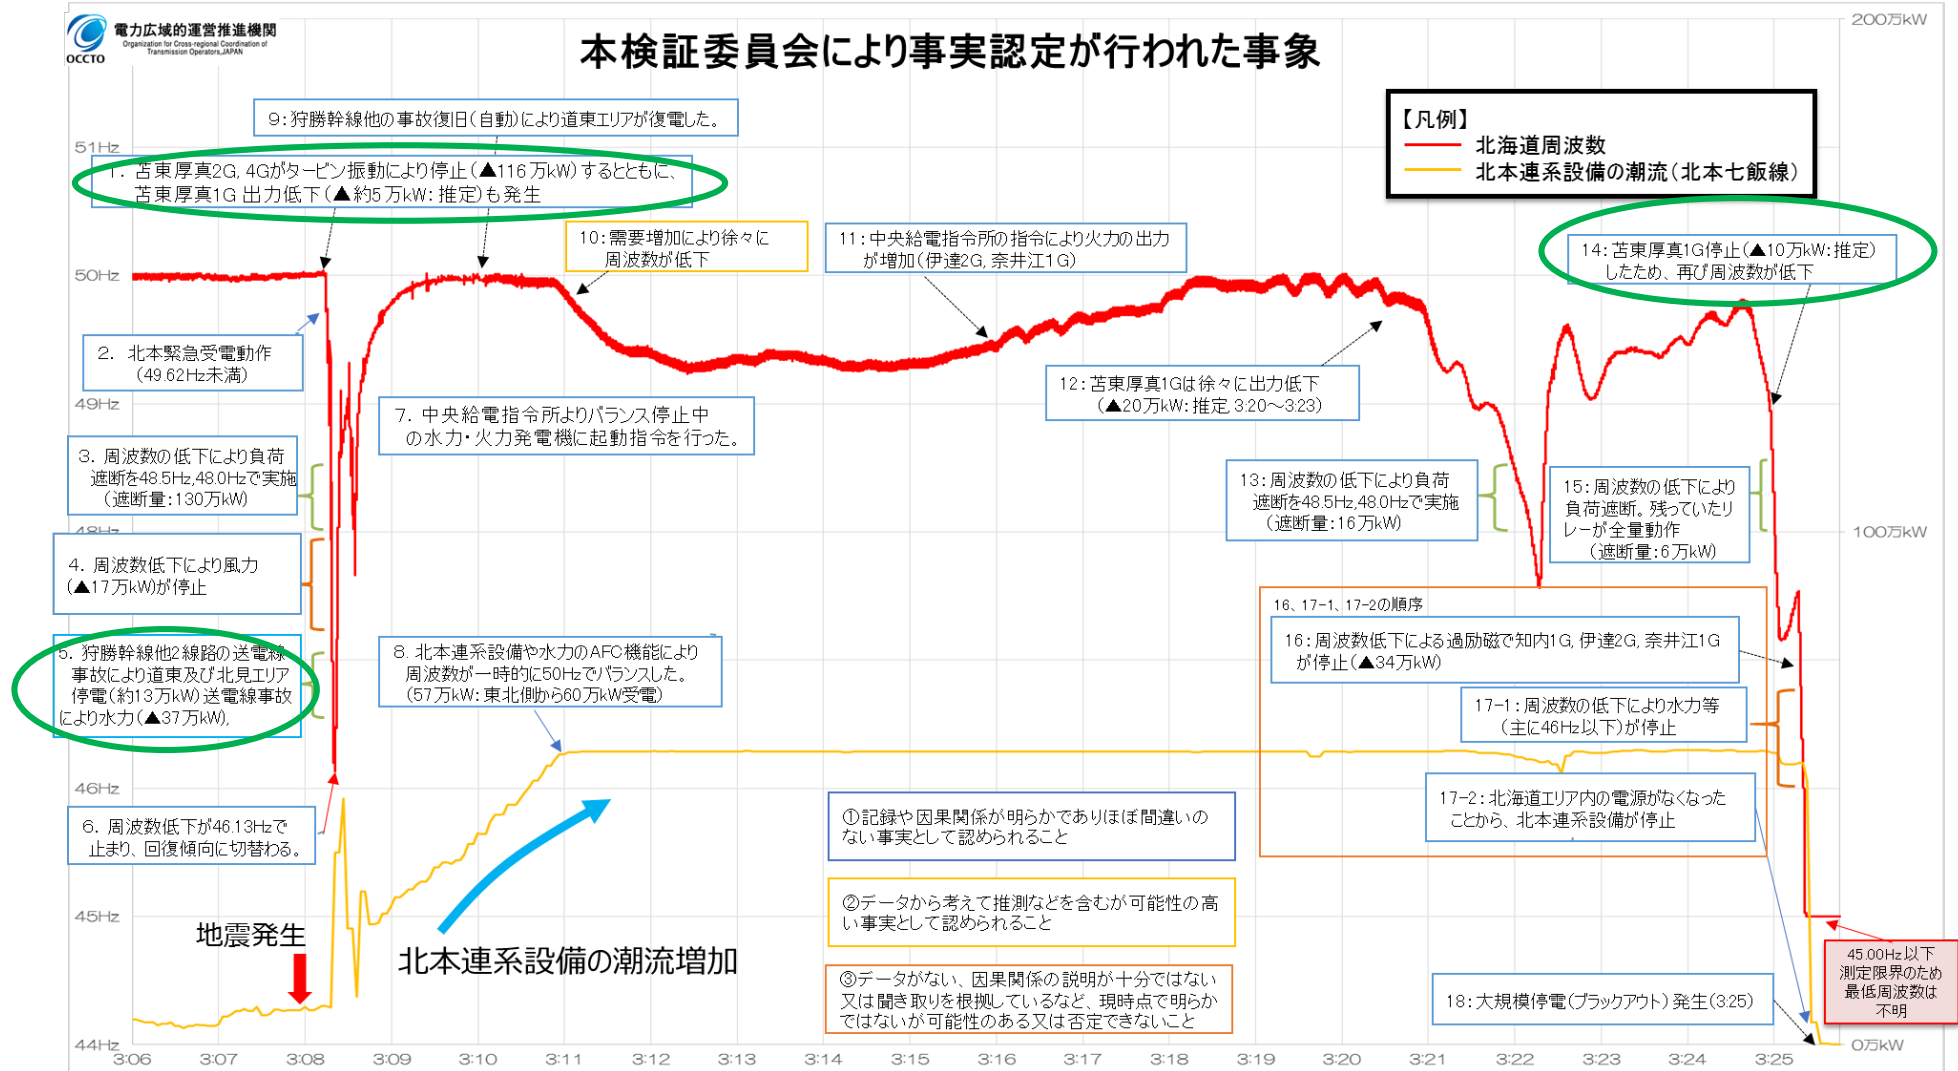 電力広域的運営推進機関
Organization for Cross-regional Coordination of
Transmission Operators, JAPAN
OCCTO
本検証委員会により事実認定が行われた事象
200万kW
9：狩勝幹線他の事故復旧（自動）により道東エリアが復電した。
【凡例】
北海道周波数
北本連系設備の潮流（北本七飯線）
51Hz
1．苫東厚真2G, 4Gがタービン振動により停止（▲116万kW）するとともに、
苫東厚真1G 出力低下（▲約5万kW：推定）も発生
10：需要増加により徐々に
周波数が低下
11：中央給電指令所の指令により火力の出力
が増加（伊達2G, 奈井江1G）
14：苫東厚真1G停止（▲10万kW：推定）
したため、再び周波数が低下
50Hz
2．北本緊急受電動作
（49.62Hz未満）
12：苫東厚真1Gは徐々に出力低下
（▲20万kW：推定, 3:20～3:23）
49Hz
7．中央給電指令所よりバランス停止中
の水力・火力発電機に起動指令を行った。
3．周波数の低下により負荷
遮断を48.5Hz,48.0Hzで実施
（遮断量：130万kW）
13：周波数の低下により負荷
遮断を48.5Hz,48.0Hzで実施
（遮断量：16万kW）
15：周波数の低下により
負荷遮断。残っていたリ
レーが全量動作
（遮断量：6万kW）
48Hz
100万kW
4．周波数低下により風力
（▲17万kW）が停止
16、17-1、17-2の順序
16：周波数低下による過励磁で知内1G, 伊達2G, 奈井江1G
が停止（▲34万kW）
5．狩勝幹線他2線路の送電線
事故により道東及び北見エリア
停電（約13万kW）送電線事故
により水力（▲37万kW）,
8．北本連系設備や水力のAFC機能により
周波数が一時的に50Hzでバランスした。
（57万kW：東北側から60万kW受電）
17-1：周波数の低下により水力等
（主に46Hz以下）が停止
46Hz
17-2：北海道エリア内の電源がなくなった
ことから、北本連系設備が停止
6．周波数低下が46.13Hzで
止まり、回復傾向に切替わる。
①記録や因果関係が明らかでありほぼ間違いの
ない事実として認められること
②データから考えて推測などを含むが可能性の高
い事実として認められること
45Hz
地震発生
北本連系設備の潮流増加
③データがない、因果関係の説明が十分ではない
又は聞き取りを根拠しているなど、現時点で明らか
ではないが可能性のある又は否定できないこと
45.00Hz以下
測定限界のため
最低周波数は
不明
18：大規模停電（ブラックアウト）発生（3:25）
44Hz
0万kW
3:06 3:07 3:08 3:09 3:10 3:11 3:12 3:13 3:14 3:15 3:16 3:17 3:18 3:19 3:20 3:21 3:22 3:23 3:24 3:25